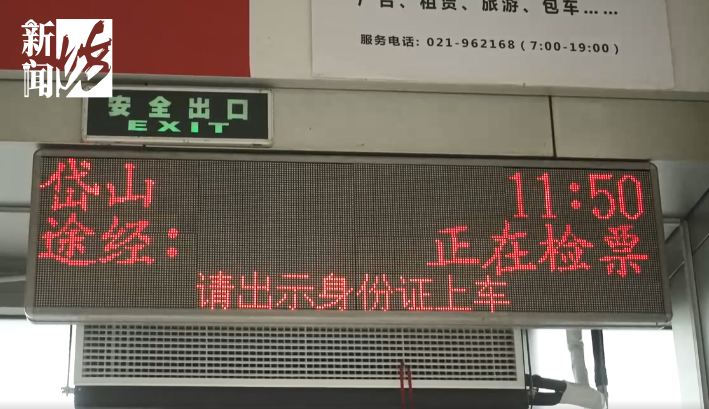 广告、租赁、旅游、包车……
服务电话：021-962168（7:00-19:00）
新闻坊
安全出口
EXIT
岱山 11:50
途经： 正在检票
请出示身份证上车